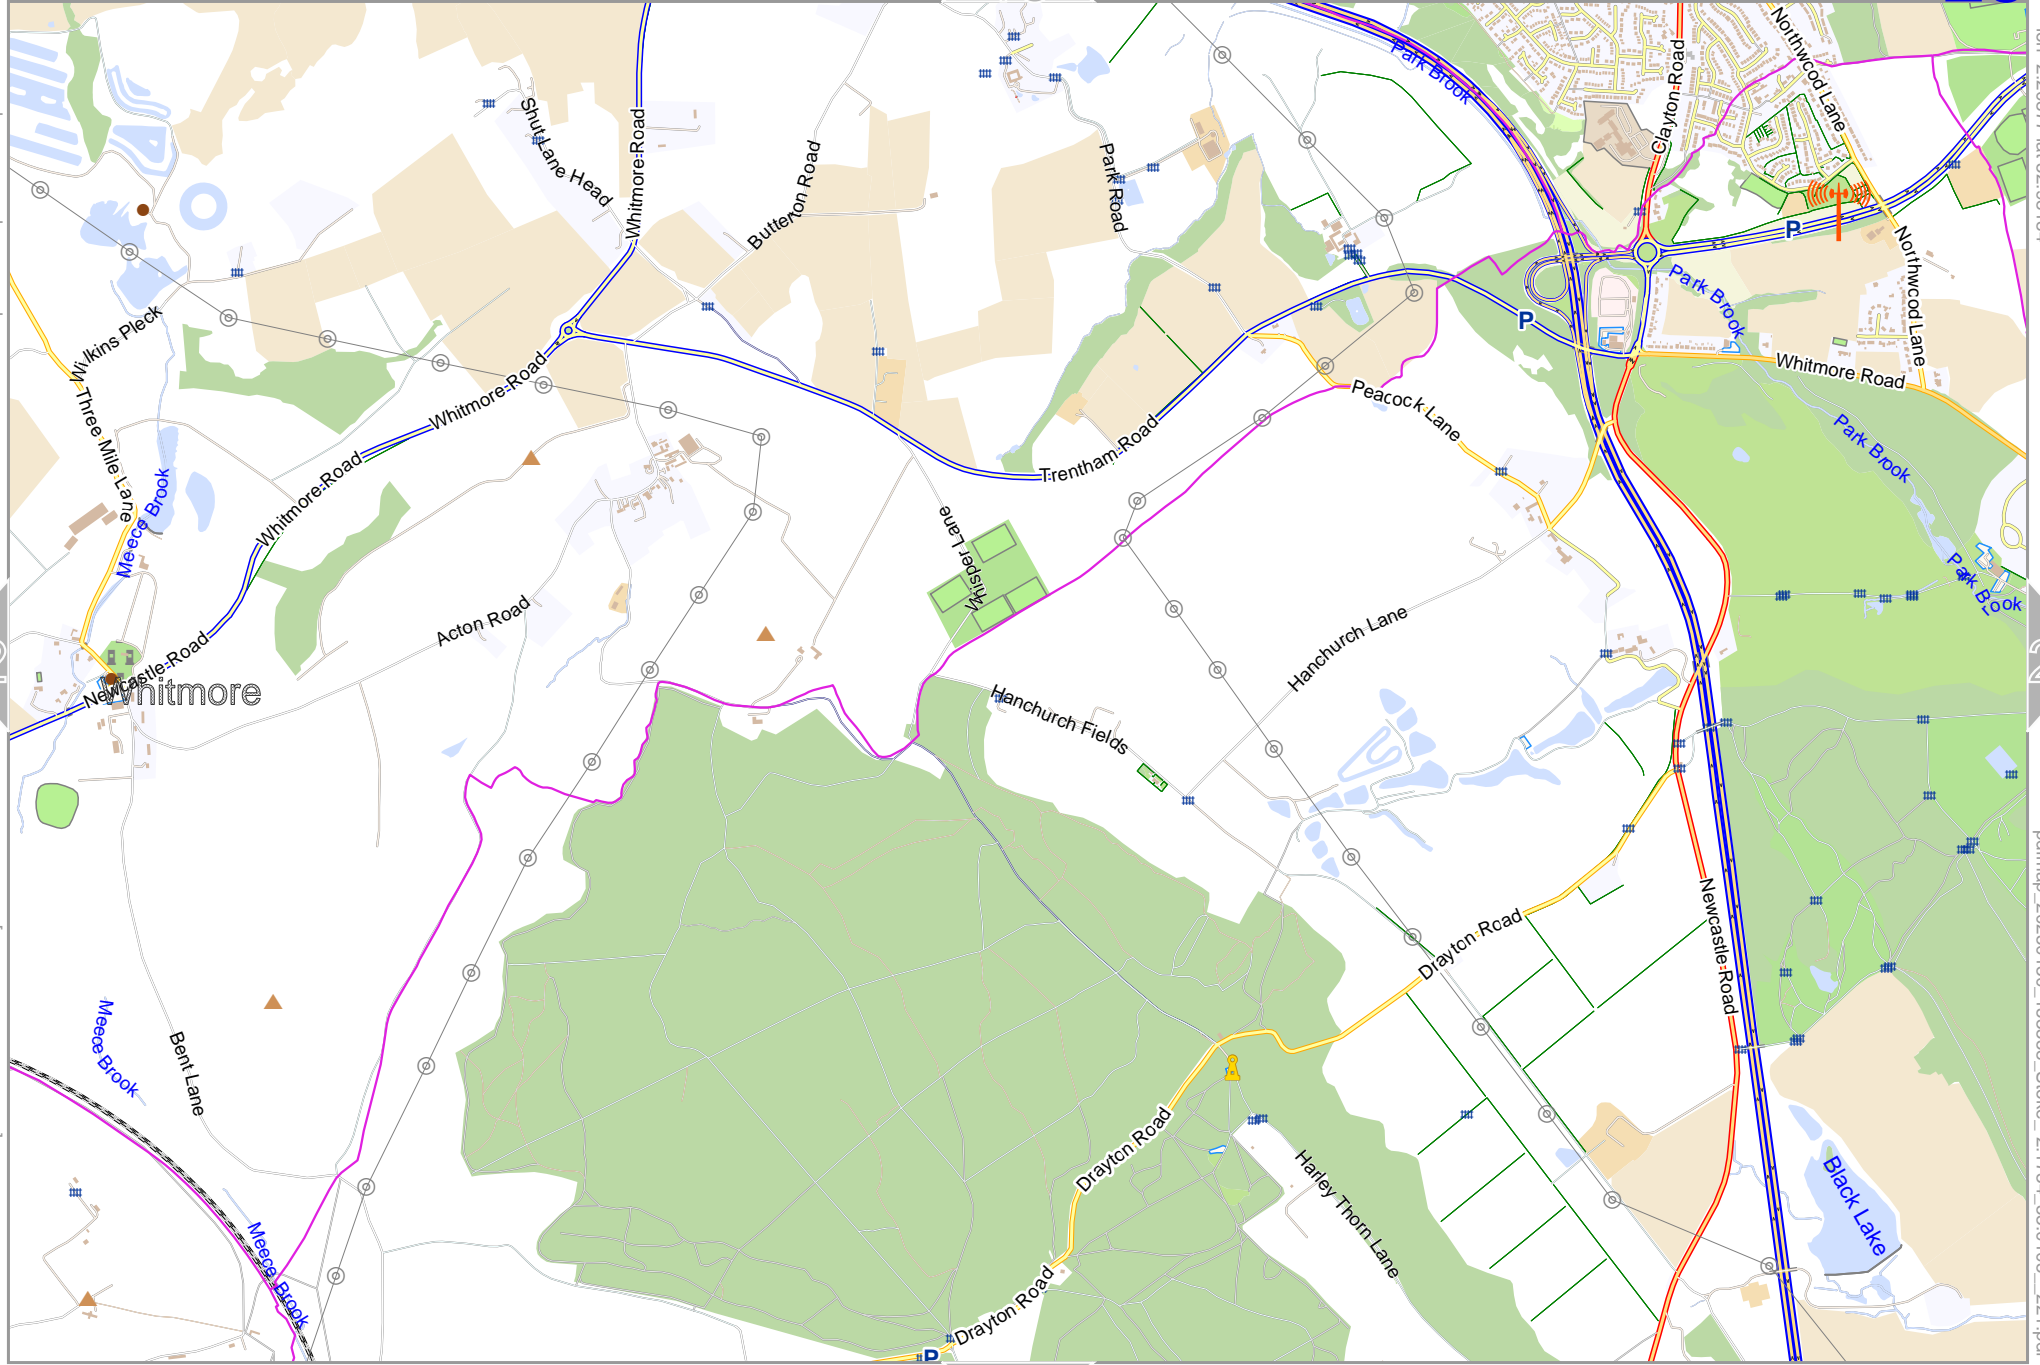 Park Brook
Clayton Road
Northwood Lane
Shut Lane Head
Whitmore Road
Butterton Road
Park Road
P
Northwood Lane
Park Brook
P
Wilkins Pleck
Whitmore Road
Whitmore Road
Peacock Lane
Three Mile Lane
Trentham Road
Park Brook
Whitmore Road
Meece Brook
Whisper Lane
Park Brook
Acton Road
Hanchurch Lane
Newcastle Road
Whitmore
Hanchurch Fields
Newcastle Road
Drayton Road
Meece Brook
Bent Lane
Drayton Road
Harley Thorn Lane
Black Lake
Meece Brook
Drayton Road
P